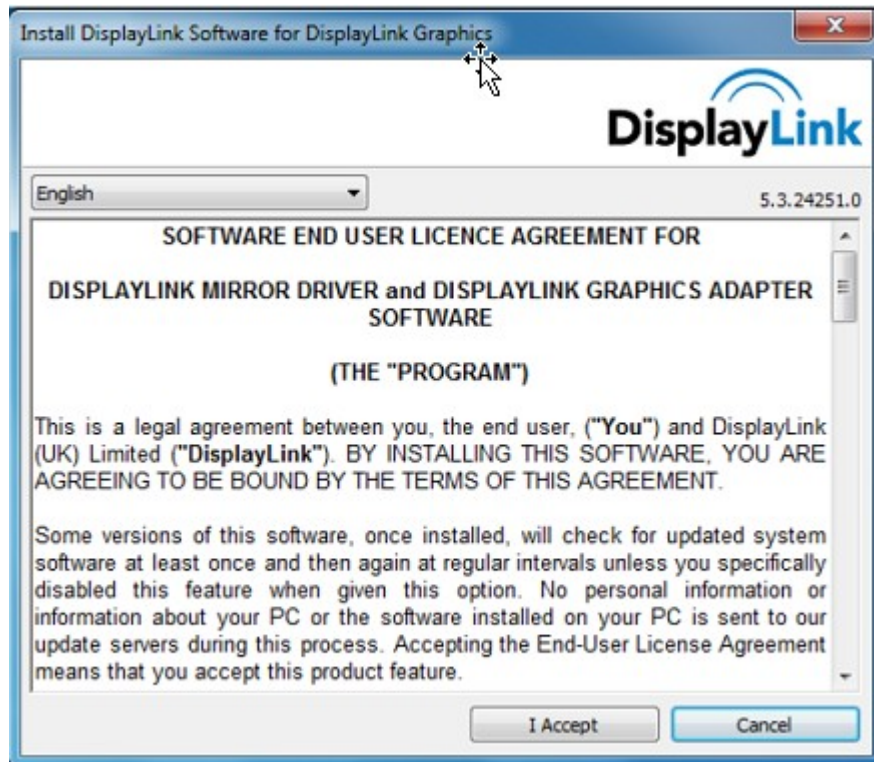 Install DisplayLink Software for DisplayLink Graphics
DisplayLink
English
5.3.24251.0
SOFTWARE END USER LICENCE AGREEMENT FOR
DISPLAYLINK MIRROR DRIVER and DISPLAYLINK GRAPHICS ADAPTER
SOFTWARE
(THE "PROGRAM")
This is a legal agreement between you, the end user, ("You") and DisplayLink
(UK) Limited ("DisplayLink"). BY INSTALLING THIS SOFTWARE, YOU ARE
AGREEING TO BE BOUND BY THE TERMS OF THIS AGREEMENT.
Some versions of this software, once installed, will check for updated system
software at least once and then again at regular intervals unless you specifically
disabled this feature when given this option. No personal information or
information about your PC or the software installed on your PC is sent to our
update servers during this process. Accepting the End-User License Agreement
means that you accept this product feature.
I Accept
Cancel